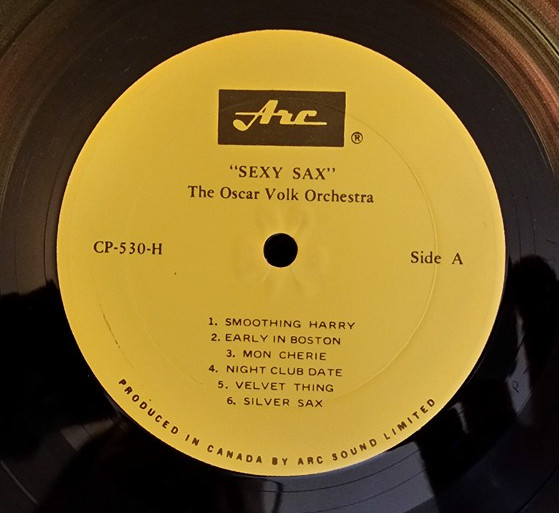 Arc
®
"SEXY SAX"
The Oscar Volk Orchestra
CP-530-H
Side A
1. SMOOTHING HARRY
2. EARLY IN BOSTON
3. MON CHERIE
4. NIGHT CLUB DATE
5. VELVET THING
6. SILVER SAX
PRODUCED IN CANADA BY ARC SOUND LIMITED